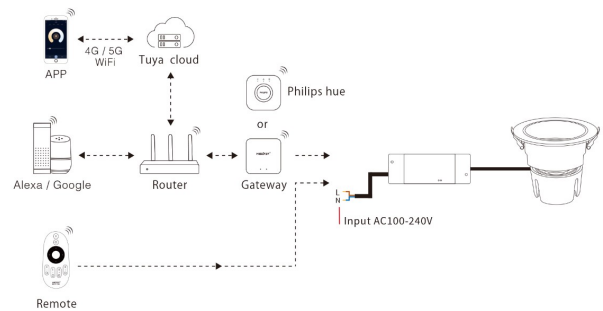 4G / 5G
WiFi
Tuya cloud
APP
Philips hue
or
Alexa / Google
Router
Gateway
L
N
Input AC100-240V
Remote